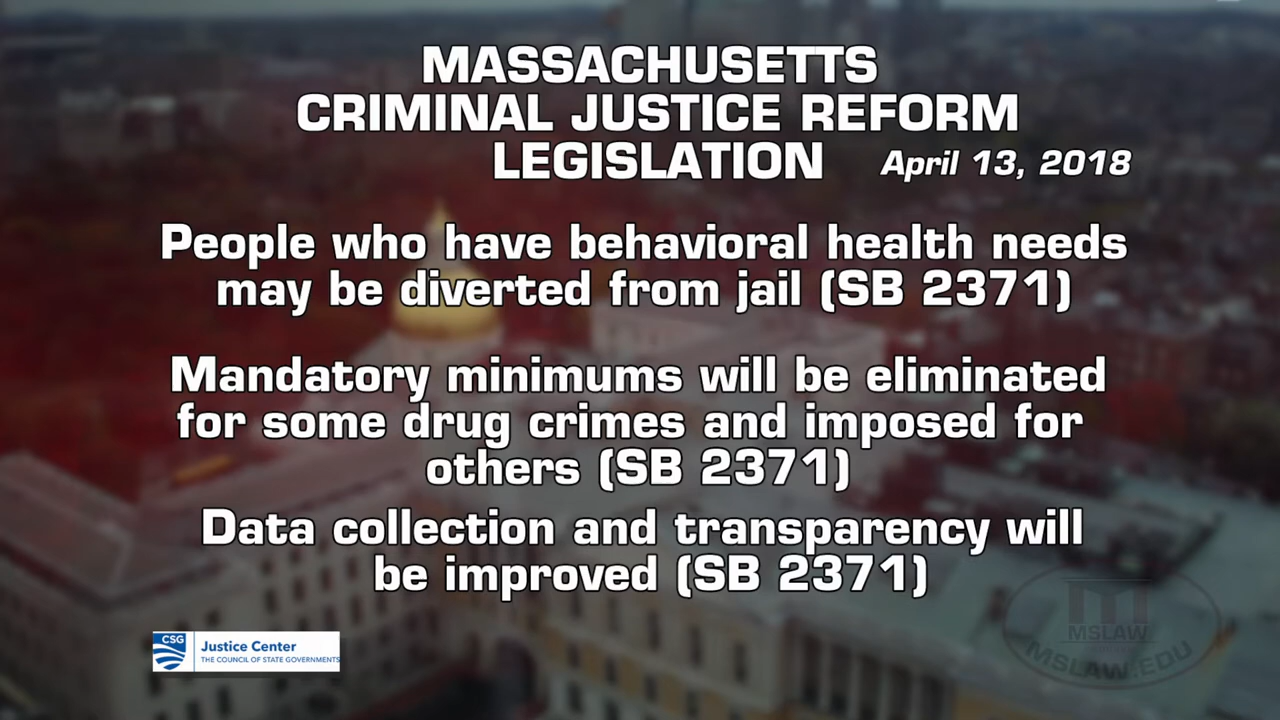 MASSACHUSETTS
CRIMINAL JUSTICE REFORM
LEGISLATION April 13, 2018
People who have behavioral health needs
may be diverted from jail (SB 2371)
Mandatory minimums will be eliminated
for some drug crimes and imposed for
others (SB 2371)
Data collection and transparency will
be improved (SB 2371)
CSG
Justice Center
THE COUNCIL OF STATE GOVERNMENTS
MSLAW
MSLAW.EDU